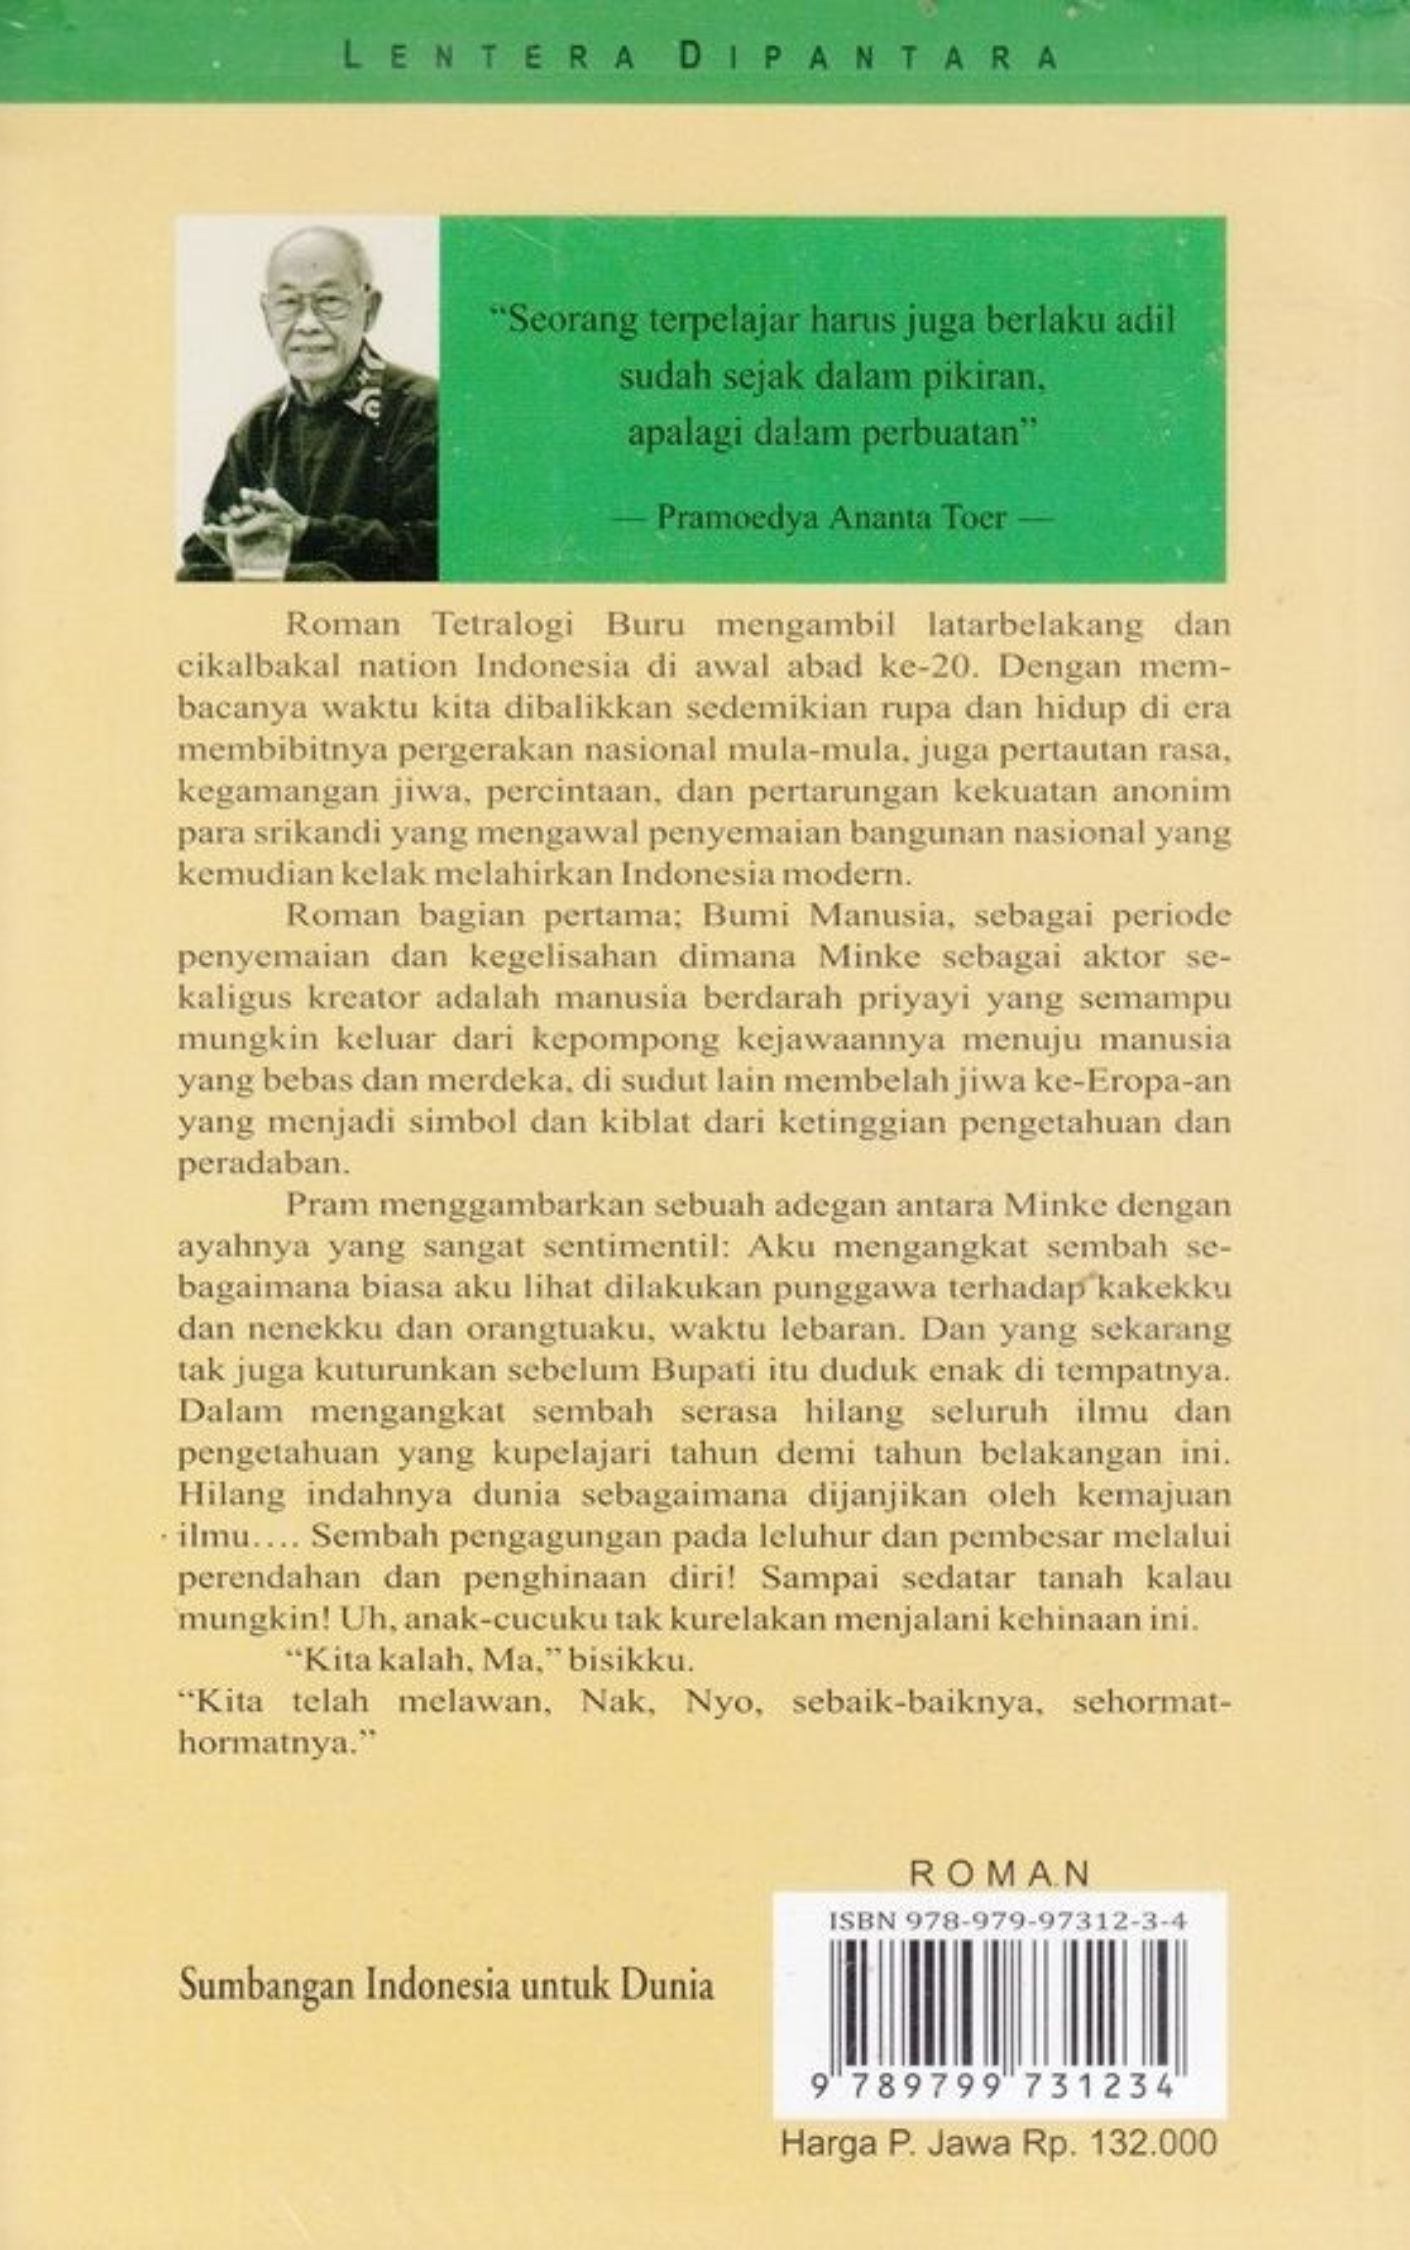 LENTERA DIPANTARA
“Seorang terpelajar harus juga berlaku adil
sudah sejak dalam pikiran,
apalagi dalam perbuatan”
— Pramoedya Ananta Toer —
Roman Tetralogi Buru mengambil latarbelakang dan
cikalbakal nation Indonesia di awal abad ke-20. Dengan mem-
bacanya waktu kita dibalikkan sedemikian rupa dan hidup di era
membibitnya pergerakan nasional mula-mula, juga pertautan rasa,
kegamangan jiwa, percintaan, dan pertarungan kekuatan anonim
para srikandi yang mengawal penyemaian bangunan nasional yang
kemudian kelak melahirkan Indonesia modern.
Roman bagian pertama; Bumi Manusia, sebagai periode
penyemaian dan kegelisahan dimana Minke sebagai aktor se-
kaligus kreator adalah manusia berdarah priyayi yang semampu
mungkin keluar dari kepompong kejawaannya menuju manusia
yang bebas dan merdeka, di sudut lain membelah jiwa ke-Eropa-an
yang menjadi simbol dan kiblat dari ketinggian pengetahuan dan
peradaban.
Pram menggambarkan sebuah adegan antara Minke dengan
ayahnya yang sangat sentimentil: Aku mengangkat sembah se-
bagaimana biasa aku lihat dilakukan punggawa terhadap kakekku
dan nenekku dan orangtuaku, waktu lebaran. Dan yang sekarang
tak juga kuturunkan sebelum Bupati itu duduk enak di tempatnya.
Dalam mengangkat sembah serasa hilang seluruh ilmu dan
pengetahuan yang kupelajari tahun demi tahun belakangan ini.
Hilang indahnya dunia sebagaimana dijanjikan oleh kemajuan
ilmu.... Sembah pengagungan pada leluhur dan pembesar melalui
perendahan dan penghinaan diri! Sampai sedatar tanah kalau
mungkin! Uh, anak-cucuku tak kurelakan menjalani kehinaan ini.
“Kita kalah, Ma,” bisikku.
“Kita telah melawan, Nak, Nyo, sebaik-baiknya, sehormat-
hormatnya.”
ROMAN
ISBN 978-979-97312-3-4
Sumbangan Indonesia untuk Dunia
9 789799 731234
Harga P. Jawa Rp. 132.000